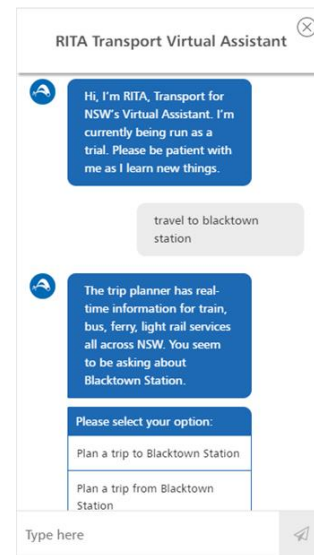 RITA Transport Virtual Assistant
Hi, I'm RITA, Transport for
NSW's Virtual Assistant. I'm
currently being run as a
trial. Please be patient with
me as I learn new things.
travel to blacktown
station
The trip planner has real-
time information for train,
bus, ferry, light rail services
all across NSW. You seem
to be asking about
Blacktown Station.
Please select your option:
Plan a trip to Blacktown Station
Plan a trip from Blacktown
Station
Type here